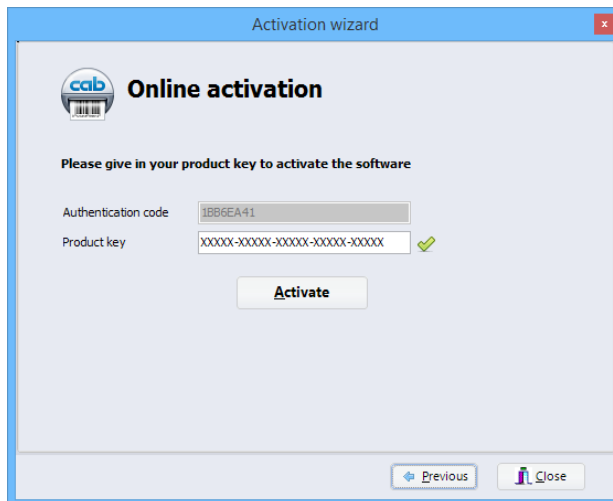 Activation wizard
x
cab
Online activation
Please give in your product key to activate the software
Authentication code 1BB6EA41
Product key XXXXX-XXXXX-XXXXX-XXXXX-XXXXX
Activate
Previous Close